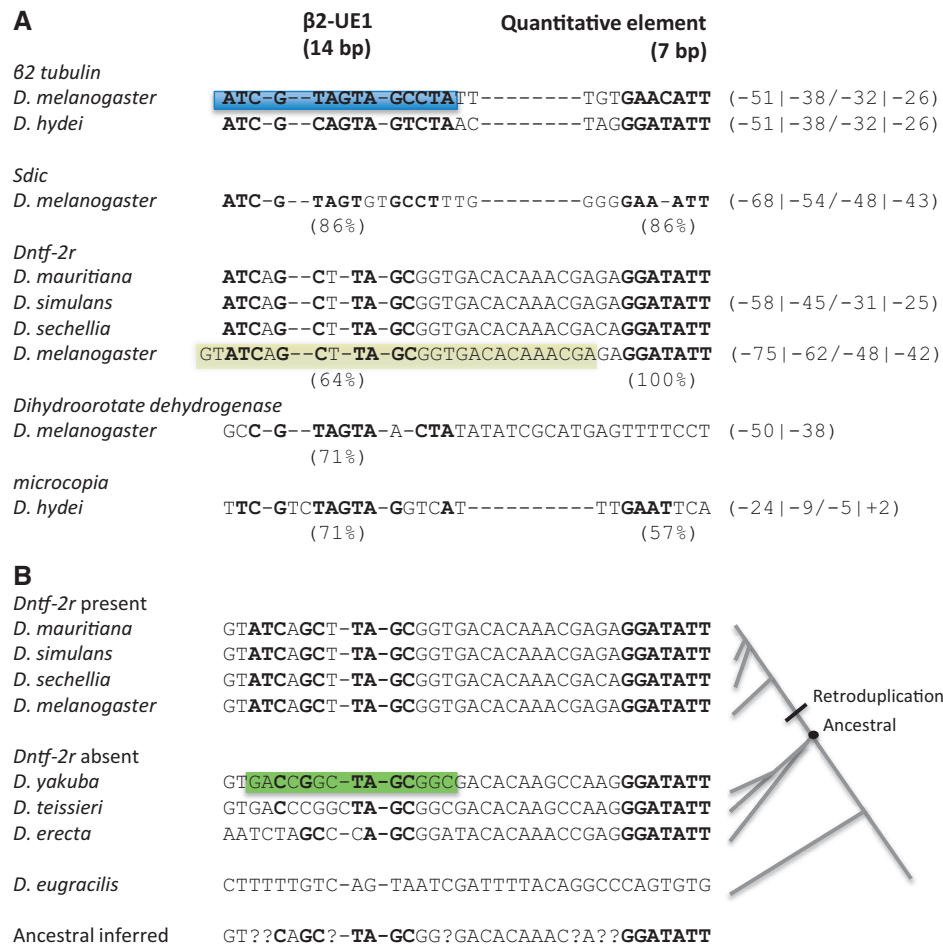 A
β2-UE1 Quantitative element
(14 bp) (7 bp)
β2 tubulin
D. melanogaster ATC-G--TAGTA-GCCTATT--------TGTGAACATT (-51|-38/-32|-26)
D. hydei ATC-G--CAGTA-GTCTAAC--------TAGGGATATT (-51|-38/-32|-26)
Sdic
D. melanogaster ATC-G--TAGTGTGCCTTTG--------GGGGAA-ATT (-68|-54/-48|-43)
(86%) (86%)
Dntf-2r
D. mauritiana ATCAG--CT-TA-GCGGTGACACAAACGAGAGGATATT
D. simulans ATCAG--CT-TA-GCGGTGACACAAACGAGAGGATATT (-58|-45/-31|-25)
D. sechellia ATCAG--CT-TA-GCGGTGACACAAACGACAGGATATT
D. melanogaster GTATCAG--CT-TA-GCGGTGACACAAACGAGAGGATATT (-75|-62/-48|-42)
(64%) (100%)
Dihydroorotate dehydrogenase
D. melanogaster GCC-G--TAGTA-A-CTATATATCGCATGAGTTTTCCT (-50|-38)
(71%)
microcopia
D. hydei TTC-GTCTAGTA-GGTCAT----------TTGAATTCA (-24|-9/-5|+2)
(71%) (57%)
B
Dntf-2r present
D. mauritiana GTATCAGCT-TA-GCGGTGACACAAACGAGAGGATATT
D. simulans GTATCAGCT-TA-GCGGTGACACAAACGAGAGGATATT
D. sechellia GTATCAGCT-TA-GCGGTGACACAAACGACAGGATATT
D. melanogaster GTATCAGCT-TA-GCGGTGACACAAACGAGAGGATATT
Retroduplication
Ancestral
Dntf-2r absent
D. yakuba GTGACCGGC-TA-GCGGCGACACAAGCCAAGGGATATT
D. teissieri GTGACCCGGCTA-GCGGCGACACAAGCCAAGGGATATT
D. erecta AATCTAGCC-CA-GCGGATACACAAACCGAGGGATATT
D. eugracilis CTTTTTGTC-AG-TAATCGATTTTACAGGCCCAGTGTG
Ancestral inferred GT??CAGC?-TA-GCGG?GACACAAAC?A??GGATATT